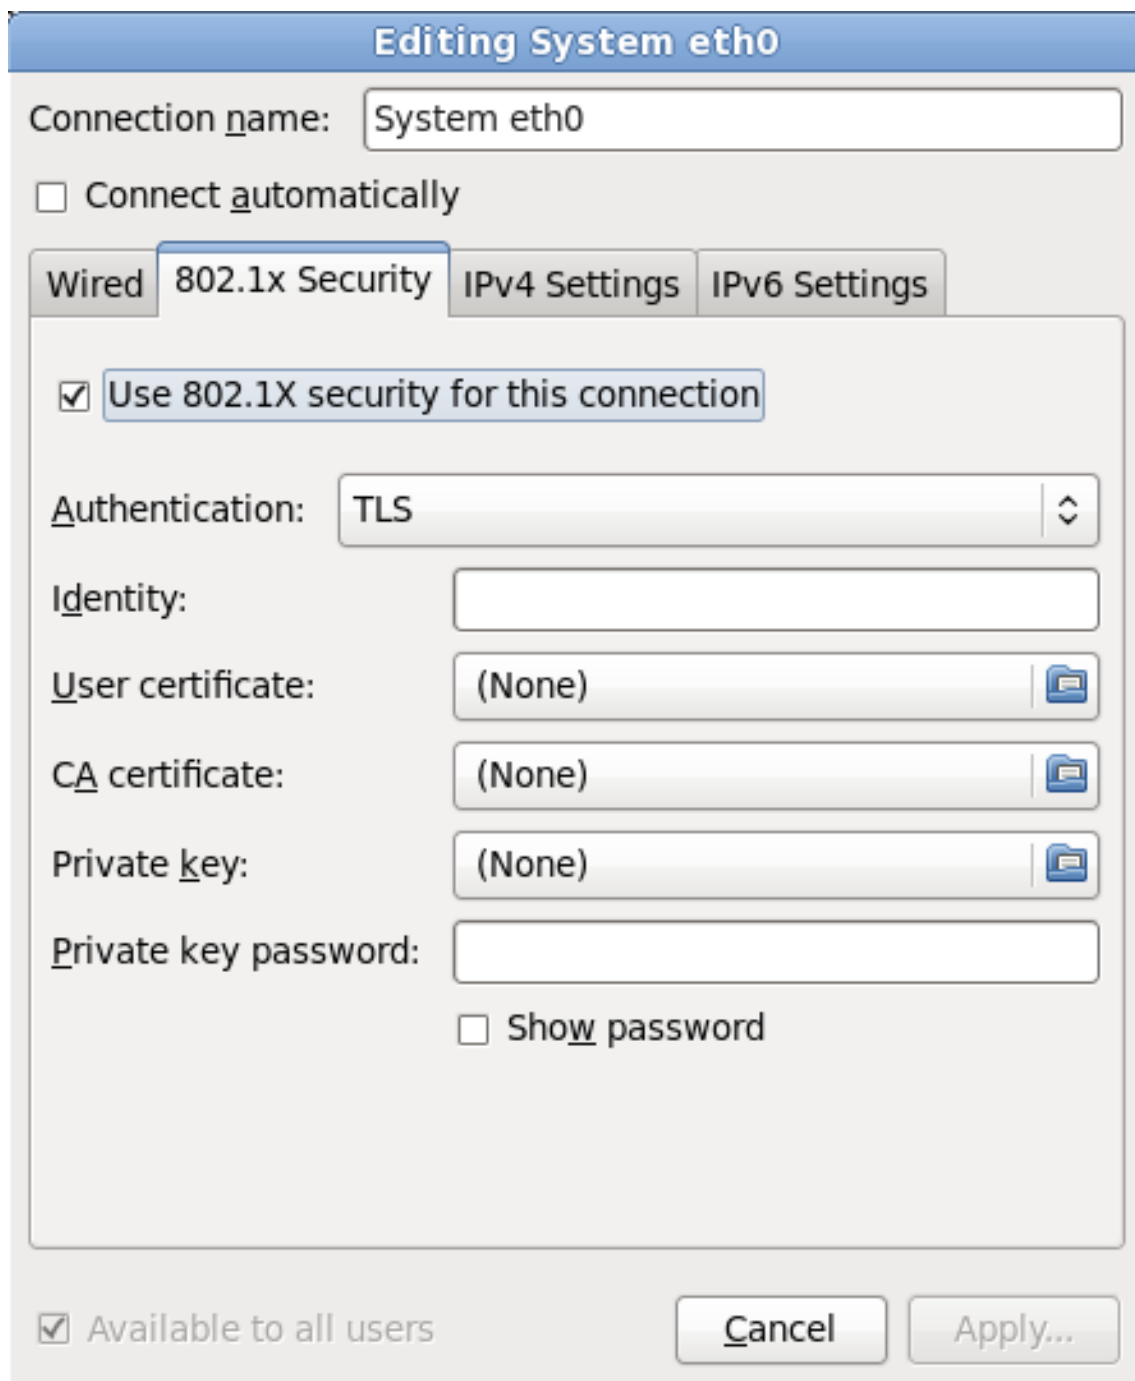 Editing System eth0
Connection name: System eth0
Connect automatically
Wired 802.1x Security IPv4 Settings IPv6 Settings
Use 802.1X security for this connection
Authentication: TLS
Identity:
User certificate: (None)
CA certificate: (None)
Private key: (None)
Private key password:
Show password
Available to all users Cancel Apply...